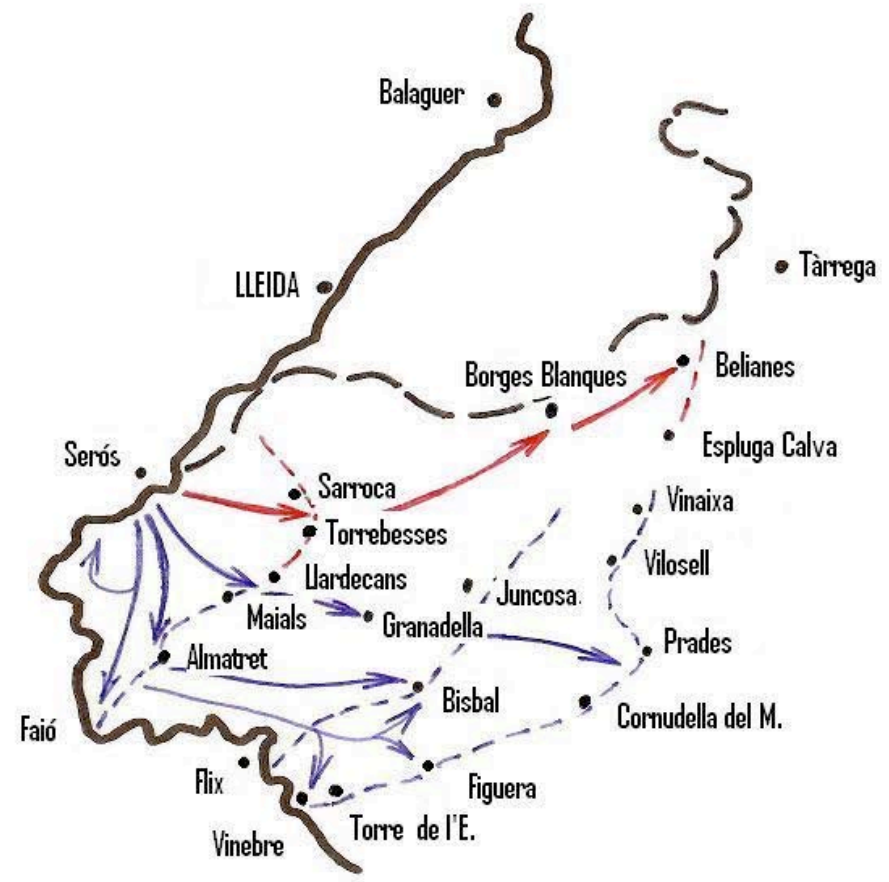 Balaguer
Tàrrega
LLEIDA
Belianes
Borges Blanques
Espluga Calva
Serós
Sarroca
Vinaixa
Torrebesses
Vilosell
Llardecans
Juncosa.
Maials
Granadella
Prades
Almatret
Bisbal
Cornudella del M.
Faió
Flix
Figuera
Torre de l'E.
Vinebre